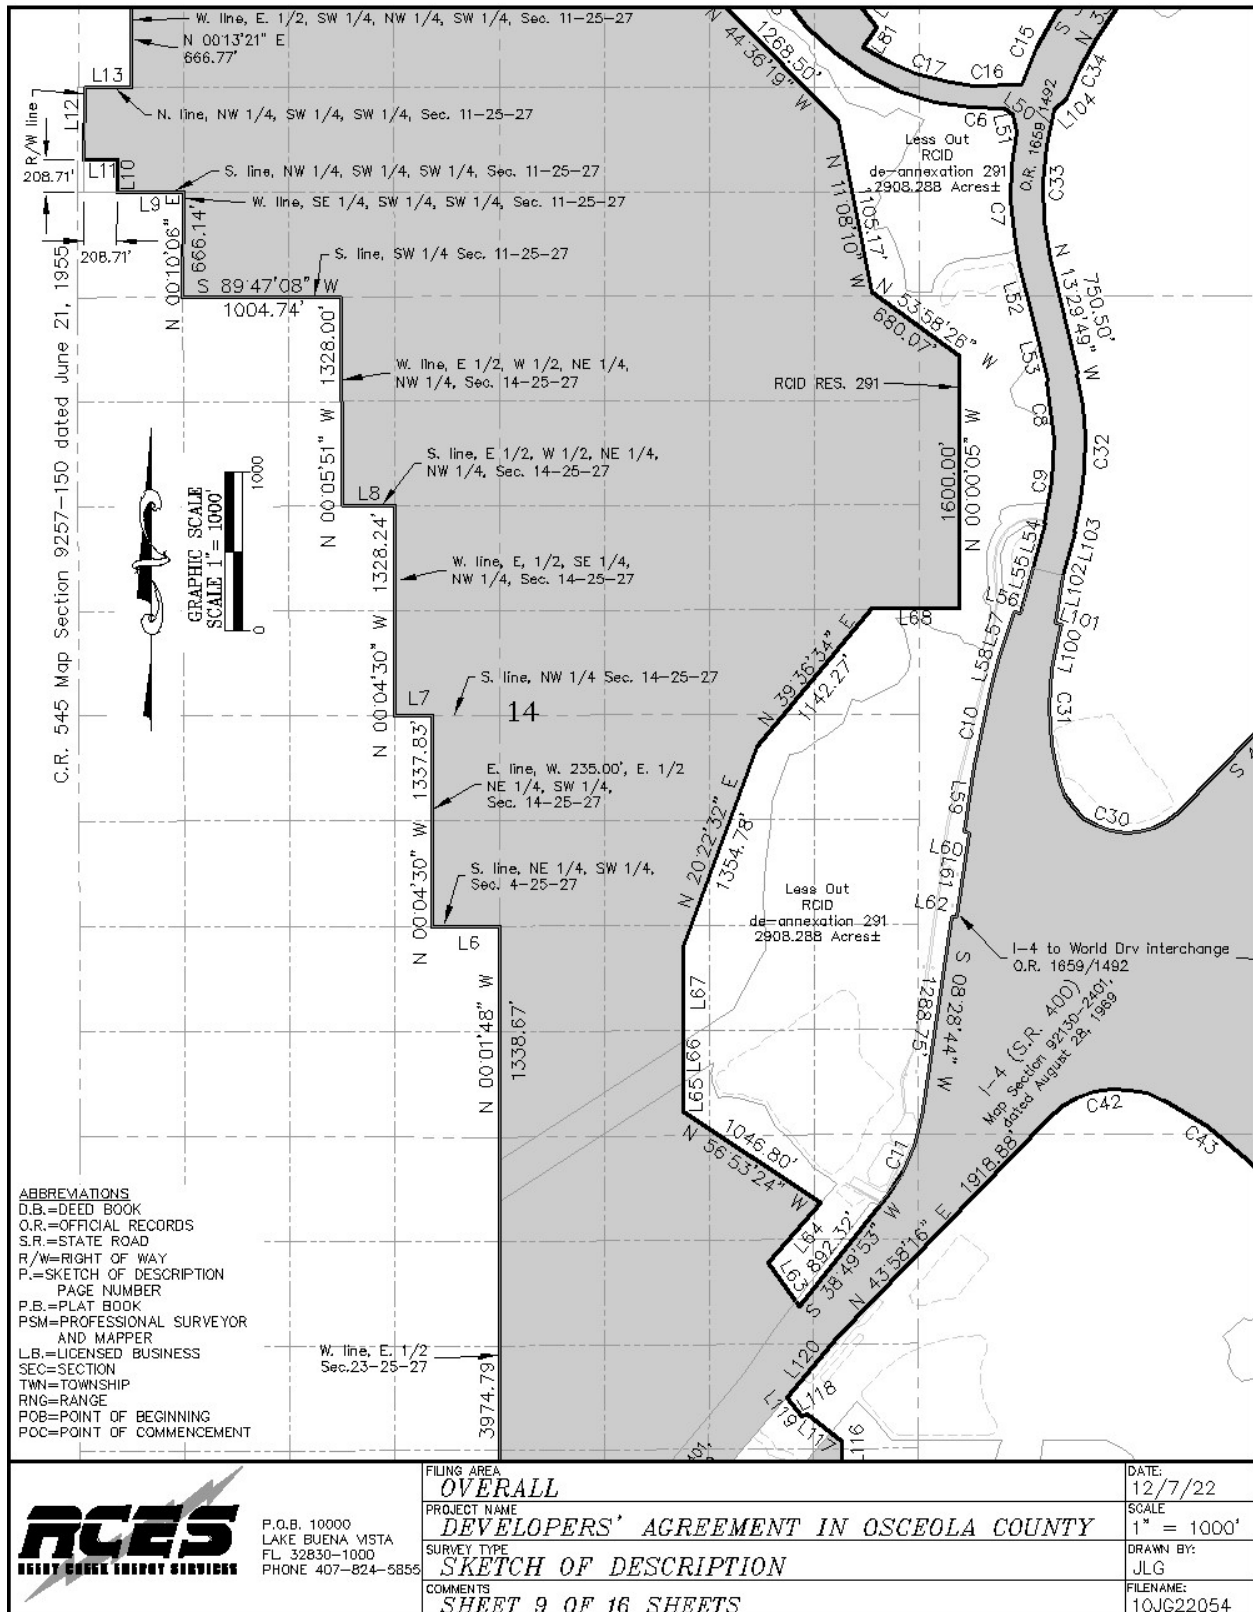 W. line, E. 1/2, SW 1/4, NW 1/4, SW 1/4, Sec. 11-25-27
N 00°13'21" E
666.77'
L13
N. line, NW 1/4, SW 1/4, SW 1/4, Sec. 11-25-27
L12
R/W line
208.71'
L11
L10
S. line, NW 1/4, SW 1/4, SW 1/4, Sec. 11-25-27
L9
W. line, SE 1/4, SW 1/4, SW 1/4, Sec. 11-25-27
208.71'
N 00°10'06" E
666.14'
S. line, SW 1/4 Sec. 11-25-27
S 89°47'08" W
1004.74'
C.R. 545 Map Section 9257-150 dated June 21, 1955
1328.00'
N 00°05'51" W
W. line, E 1/2, W 1/2, NE 1/4,
NW 1/4, Sec. 14-25-27
S. line, E 1/2, W 1/2, NE 1/4,
NW 1/4, Sec. 14-25-27
L8
1328.24'
N 00°04'30" W
W. line, E, 1/2, SE 1/4,
NW 1/4, Sec. 14-25-27
GRAPHIC SCALE
SCALE 1"= 1000'
0
1000
S. line, NW 1/4 Sec. 14-25-27
L7
14
1337.83'
N 00°04'30" W
E. line, W. 235.00', E. 1/2
NE 1/4, SW 1/4,
Sec. 14-25-27
S. line, NE 1/4, SW 1/4,
Sec. 4-25-27
L6
N 00°01'48" W
1338.67'
W. line, E. 1/2
Sec.23-25-27
3974.79
N 44°36'19" W
1268.50'
L81
C17
C16
C15
C6
L50
L51
L104
C34
O.R. 1659/1492
Less Out
RCID
de-annexation 291
2908.288 Acres±
N 11°08'10" W
1105.17'
C7
C33
N 53°58'26" W
680.07'
L52
N 13°29'49" W
750.50'
L53
RCID RES. 291
C8
C32
C9
1600.00'
N 00°00'05" W
L54
L55
L103
L102
L56
L101
L68
L57
L58
L100
N 39°36'34" E
1142.27'
C10
C31
N 20°22'32" E
1354.78'
L59
C30
L60
L61
L62
Less Out
RCID
de-annexation 291
2908.288 Acres±
I-4 to World Drv interchange
O.R. 1659/1492
L67
L66
L65
1288.75'
S 08°28'44" W
I-4 (S.R. 400)
Map Section 92130-2401,
dated August 28, 1989
C42
C43
N 56°53'24" W
1046.80'
C11
L64
L63
S 38°49'53" W
892.32'
N 43°58'16" E
1918.88'
L120
L119
L118
L117
L116
ABBREVIATIONS
D.B.=DEED BOOK
O.R.=OFFICIAL RECORDS
S.R.=STATE ROAD
R/W=RIGHT OF WAY
P.=SKETCH OF DESCRIPTION
PAGE NUMBER
P.B.=PLAT BOOK
PSM=PROFESSIONAL SURVEYOR
AND MAPPER
L.B.=LICENSED BUSINESS
SEC=SECTION
TWN=TOWNSHIP
RNG=RANGE
POB=POINT OF BEGINNING
POC=POINT OF COMMENCEMENT
RCES
REEDY CREEK ENERGY SERVICES
P.O.B. 10000
LAKE BUENA VISTA
FL 32830-1000
PHONE 407-824-5855
FILING AREA
OVERALL
PROJECT NAME
DEVELOPERS' AGREEMENT IN OSCEOLA COUNTY
SURVEY TYPE
SKETCH OF DESCRIPTION
COMMENTS
SHEET 9 OF 16 SHEETS
DATE:
12/7/22
SCALE
1" = 1000'
DRAWN BY:
JLG
FILENAME:
10JG22054